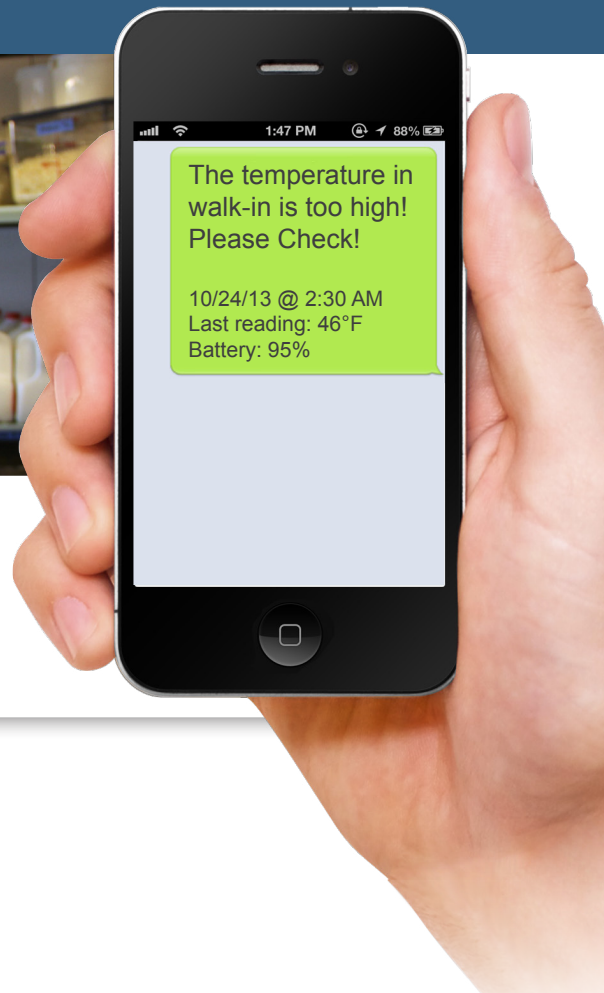 1:47 PM 88%
The temperature in
walk-in is too high!
Please Check!
10/24/13 @ 2:30 AM
Last reading: 46°F
Battery: 95%